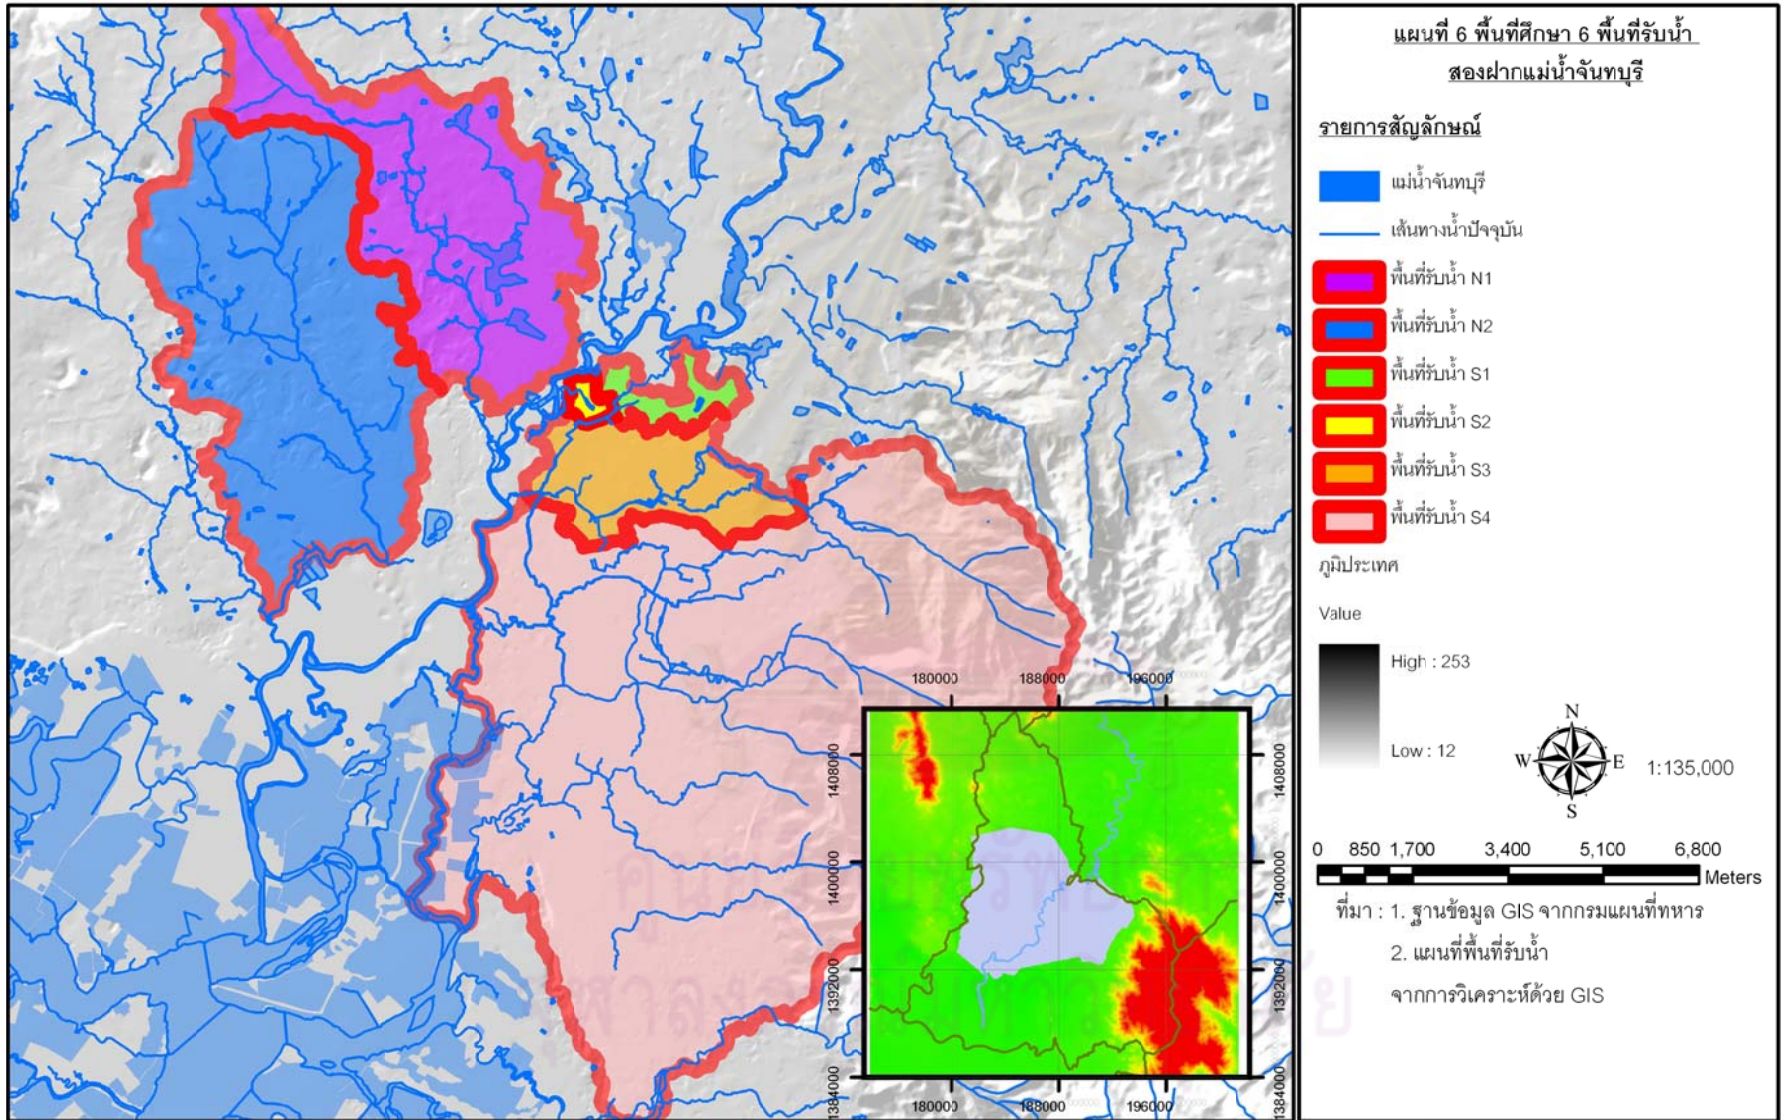 แผนที่ 6 พื้นที่ศึกษา 6 พื้นที่รับน้ำ
สองฝากแม่น้ำจันทบุรี
รายการสัญลักษณ์
แม่น้ำจันทบุรี
เส้นทางน้ำปัจจุบัน
พื้นที่รับน้ำ N1
พื้นที่รับน้ำ N2
พื้นที่รับน้ำ S1
พื้นที่รับน้ำ S2
พื้นที่รับน้ำ S3
พื้นที่รับน้ำ S4
ภูมิประเทศ
Value
High : 253
Low : 12
N
W
E
S
1:135,000
0 850 1,700 3,400 5,100 6,800
Meters
ที่มา : 1. ฐานข้อมูล GIS จากกรมแผนที่ทหาร
2. แผนที่พื้นที่รับน้ำ
จากการวิเคราะห์ด้วย GIS
180000 188000 196000
1408000
1400000
1392000
1384000
1408000
1400000
1392000
1384000
180000 188000 196000